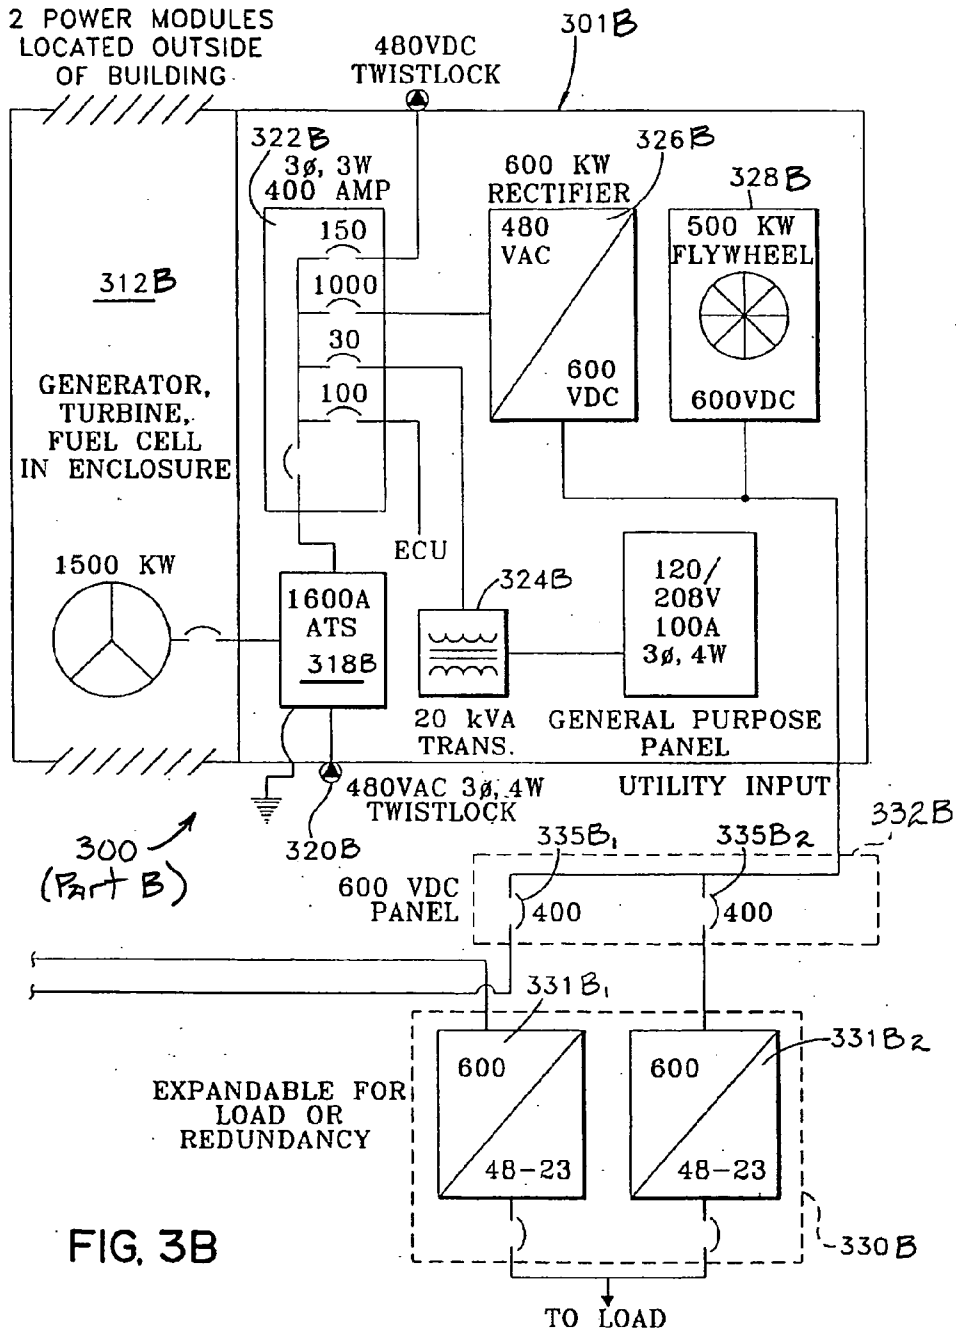 2 POWER MODULES
LOCATED OUTSIDE
OF BUILDING
480VDC
TWISTLOCK
301B
322B
3ø, 3W
400 AMP
150
1000
30
100
600 KW
RECTIFIER
326B
480
VAC
600
VDC
328B
500 KW
FLYWHEEL
600VDC
312B
GENERATOR,
TURBINE,
FUEL CELL
IN ENCLOSURE
1500 KW
ECU
1600A
ATS
318B
324B
20 kVA
TRANS.
120/
208V
100A
3ø, 4W
GENERAL PURPOSE
PANEL
480VAC 3ø, 4W
TWISTLOCK
320B
UTILITY INPUT
300
(Part B)
332B
335B1
335B2
600 VDC
PANEL
400
400
331B1
331B2
600
48-23
600
48-23
EXPANDABLE FOR
LOAD OR
REDUNDANCY
330B
TO LOAD
FIG. 3B